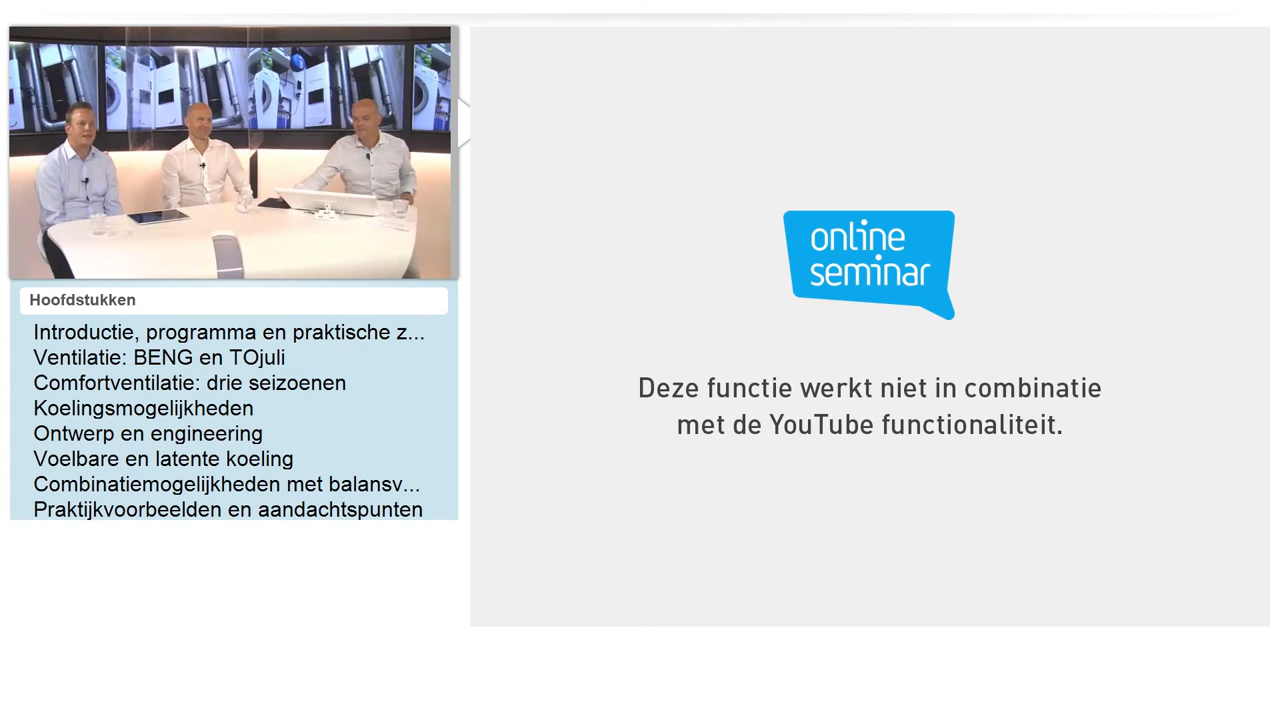 Hoofdstukken
Introductie, programma en praktische z...
Ventilatie: BENG en TOjuli
Comfortventilatie: drie seizoenen
Koelingsmogelijkheden
Ontwerp en engineering
Voelbare en latente koeling
Combinatiemogelijkheden met balansv...
Praktijkvoorbeelden en aandachtspunten
online
seminar
Deze functie werkt niet in combinatie
met de YouTube functionaliteit.